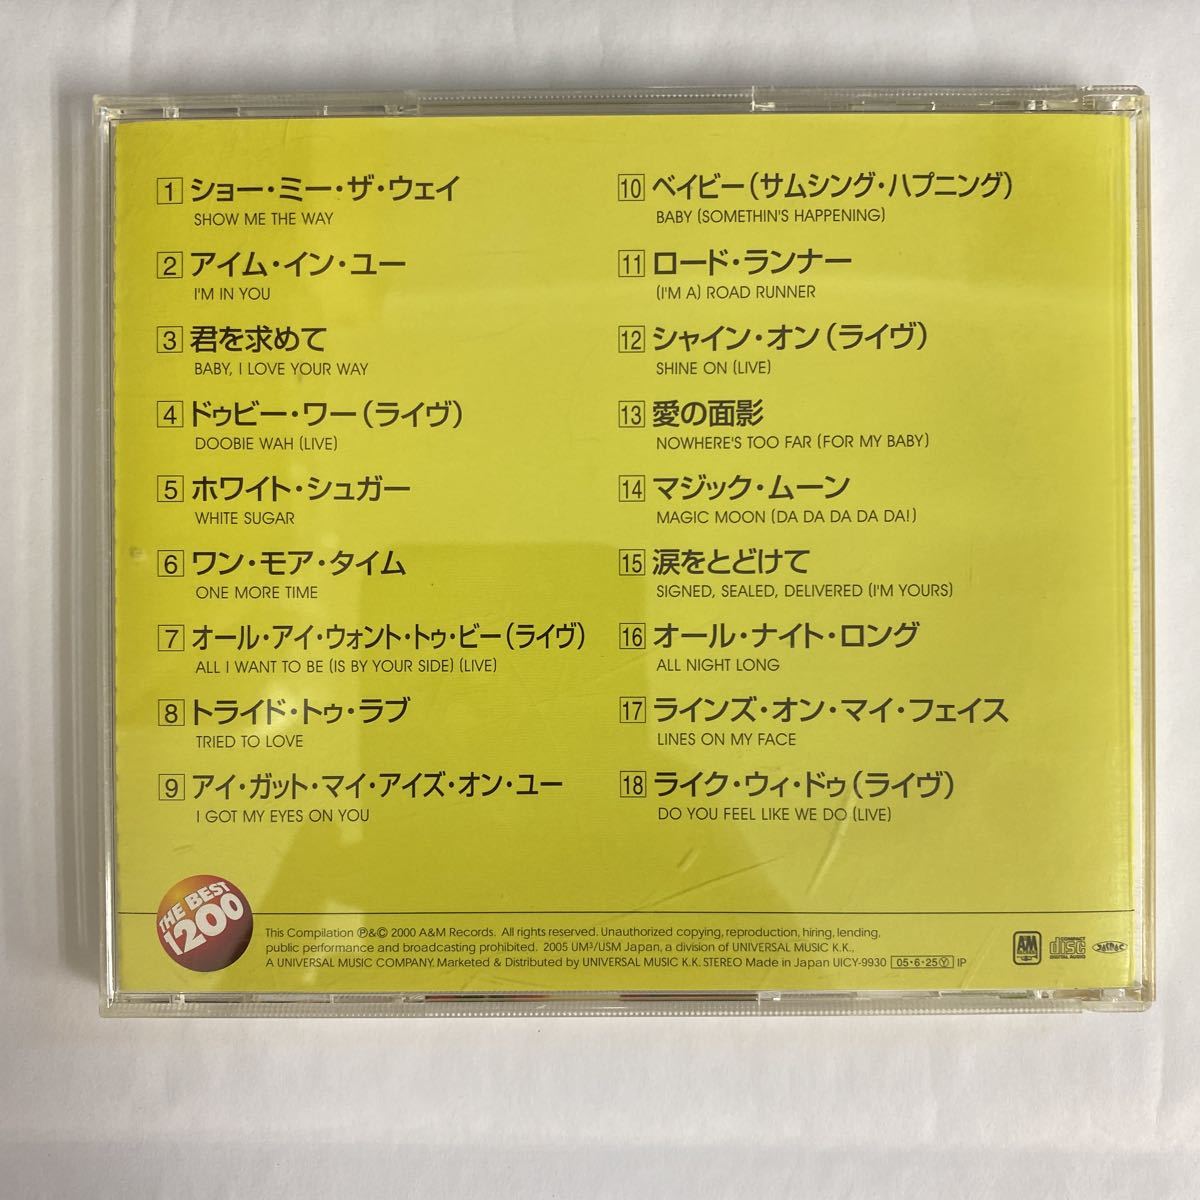 1 ショー・ミー・ザ・ウェイ
SHOW ME THE WAY
2 アイム・イン・ユー
I'M IN YOU
3 君を求めて
BABY, I LOVE YOUR WAY
4 ドゥビー・ワー(ライヴ)
DOOBIE WAH (LIVE)
5 ホワイト・シュガー
WHITE SUGAR
6 ワン・モア・タイム
ONE MORE TIME
7 オール・アイ・ウォント・トゥ・ビー(ライヴ)
ALL I WANT TO BE (IS BY YOUR SIDE) (LIVE)
8 トライド・トゥ・ラブ
TRIED TO LOVE
9 アイ・ガット・マイ・アイズ・オン・ユー
I GOT MY EYES ON YOU
10 ベイビー(サムシング・ハプニング)
BABY (SOMETHIN'S HAPPENING)
11 ロード・ランナー
(I'M A) ROAD RUNNER
12 シャイン・オン(ライヴ)
SHINE ON (LIVE)
13 愛の面影
NOWHERE'S TOO FAR (FOR MY BABY)
14 マジック・ムーン
MAGIC MOON (DA DA DA DA DA!)
15 涙をとどけて
SIGNED, SEALED, DELIVERED (I'M YOURS)
16 オール・ナイト・ロング
ALL NIGHT LONG
17 ラインズ・オン・マイ・フェイス
LINES ON MY FACE
18 ライク・ウィ・ドゥ(ライヴ)
DO YOU FEEL LIKE WE DO (LIVE)
THE BEST
1200
This Compilation ℗&© 2000 A&M Records. All rights reserved. Unauthorized copying, reproduction, hiring, lending,
public performance and broadcasting prohibited. 2005 UM³/USM Japan, a division of UNIVERSAL MUSIC K.K.,
A UNIVERSAL MUSIC COMPANY. Marketed & Distributed by UNIVERSAL MUSIC K.K. STEREO Made in Japan UICY-9930 05・6・25Ⓨ IP
A&M
RECORDS
COMPACT
disc
DIGITAL AUDIO
JASRAC